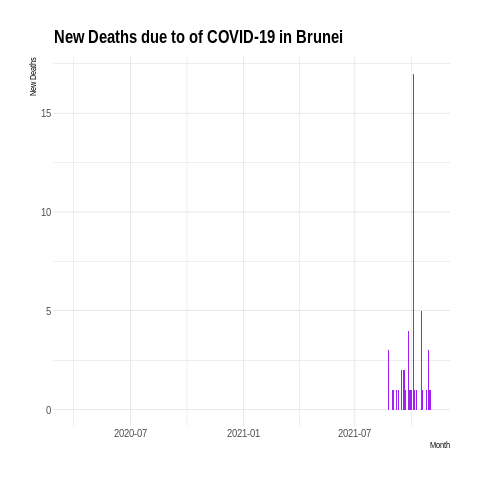 New Deaths due to of COVID-19 in Brunei
New Deaths
15
10
5
0
2020-07
2021-01
2021-07
Month